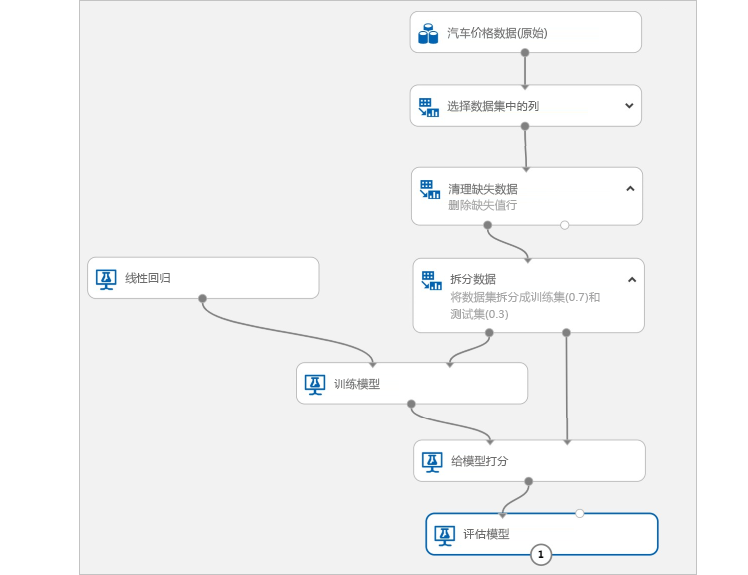 汽车价格数据(原始)
选择数据集中的列
清理缺失数据
删除缺失值行
线性回归
拆分数据
将数据集拆分成训练集(0.7)和
测试集(0.3)
训练模型
给模型打分
评估模型
1